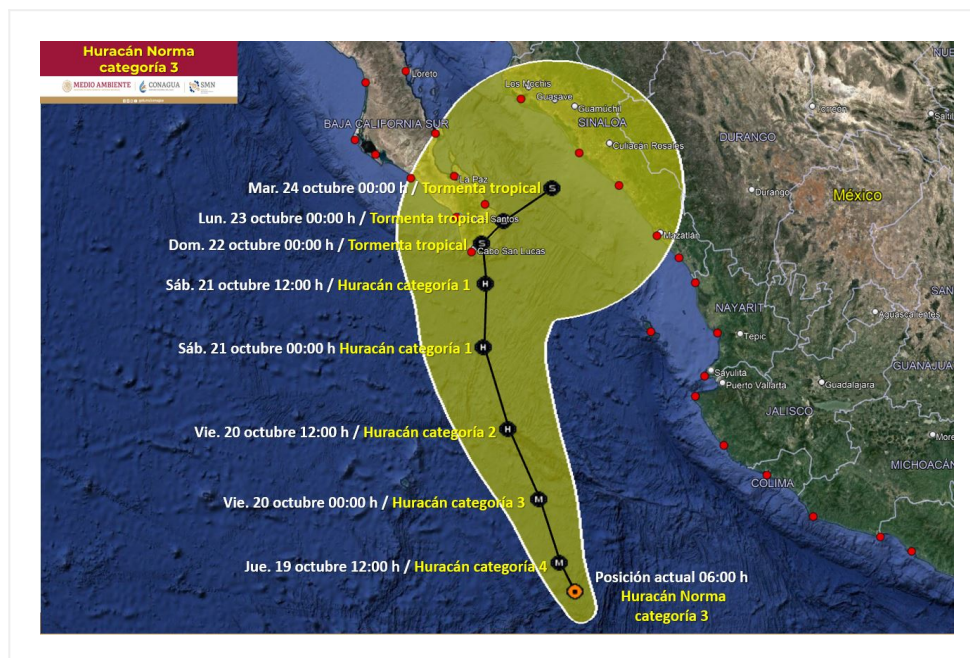 Huracán Norma
categoría 3
MEDIO AMBIENTE
CONAGUA
SMN
Loreto
BAJA CALIFORNIA SUR
Los Mochis
Guasave
Guamúchil
SINALOA
Culiacán Rosales
DURANGO
Durango
México
La Paz
Mar. 24 octubre 00:00 h / Tormenta tropical
S
Lun. 23 octubre 00:00 h / Tormenta tropical
Santos
Dom. 22 octubre 00:00 h / Tormenta tropical
S
Cabo San Lucas
Mazatlán
Sáb. 21 octubre 12:00 h / Huracán categoría 1
H
NAYARIT
Aguascalientes
Tepic
Sáb. 21 octubre 00:00 h Huracán categoría 1
H
GUANAJUA
Sayulita
Puerto Vallarta
Guadalajara
JALISCO
Vie. 20 octubre 12:00 h / Huracán categoría 2
H
MICHOACÁN
COLIMA
Vie. 20 octubre 00:00 h / Huracán categoría 3
M
Jue. 19 octubre 12:00 h / Huracán categoría 4
M
Posición actual 06:00 h
Huracán Norma
categoría 3